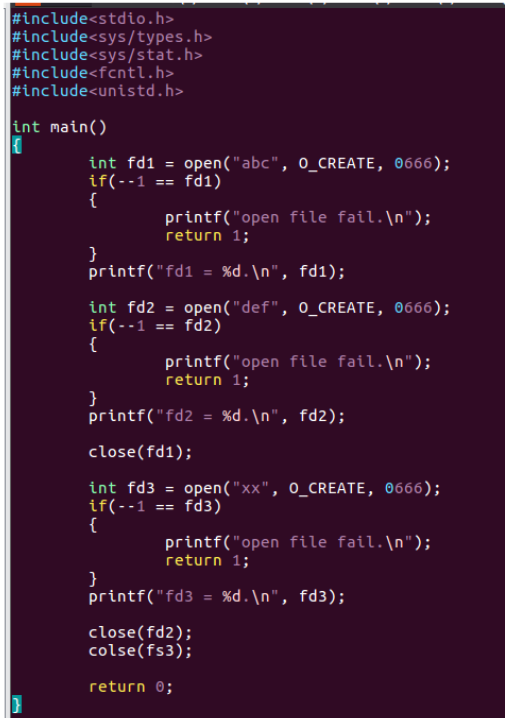 #include<stdio.h>
#include<sys/types.h>
#include<sys/stat.h>
#include<fcntl.h>
#include<unistd.h>

int main()
{
        int fd1 = open("abc", O_CREATE, 0666);
        if(--1 == fd1)
        {
                printf("open file fail.\n");
                return 1;
        }
        printf("fd1 = %d.\n", fd1);

        int fd2 = open("def", O_CREATE, 0666);
        if(--1 == fd2)
        {
                printf("open file fail.\n");
                return 1;
        }
        printf("fd2 = %d.\n", fd2);

        close(fd1);

        int fd3 = open("xx", O_CREATE, 0666);
        if(--1 == fd3)
        {
                printf("open file fail.\n");
                return 1;
        }
        printf("fd3 = %d.\n", fd3);

        close(fd2);
        colse(fs3);

        return 0;
}